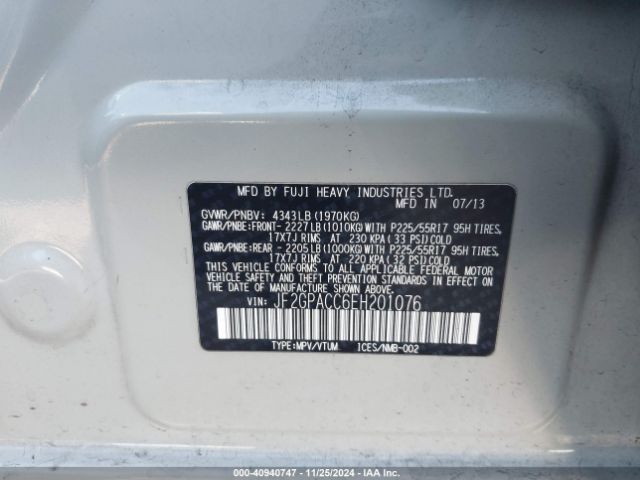 MFD BY FUJI HEAVY INDUSTRIES LTD.
MFD IN 07/13
GVWR/PNBV: 4343LB(1970KG)
GAWR/PNBE:FRONT- 2227LB(1010KG)WITH P225/55R17 95H TIRES,
17X7J RIMS AT 230 KPA(33 PSI)COLD
GAWR/PNBE:REAR - 2205LB(1000KG)WITH P225/55R17 95H TIRES,
17X7J RIMS AT 220 KPA(32 PSI)COLD
THIS VEHICLE CONFORMS TO ALL APPLICABLE FEDERAL MOTOR
VEHICLE SAFETY AND BUMPER STANDARDS IN EFFECT ON THE
DATE OF MANUFACTURE SHOWN ABOVE.
VIN: JF2GPACC6EH201076
TYPE:MPV/VTUM ICES/NMB-002
000-40940747 - 11/25/2024 - IAA, Inc.